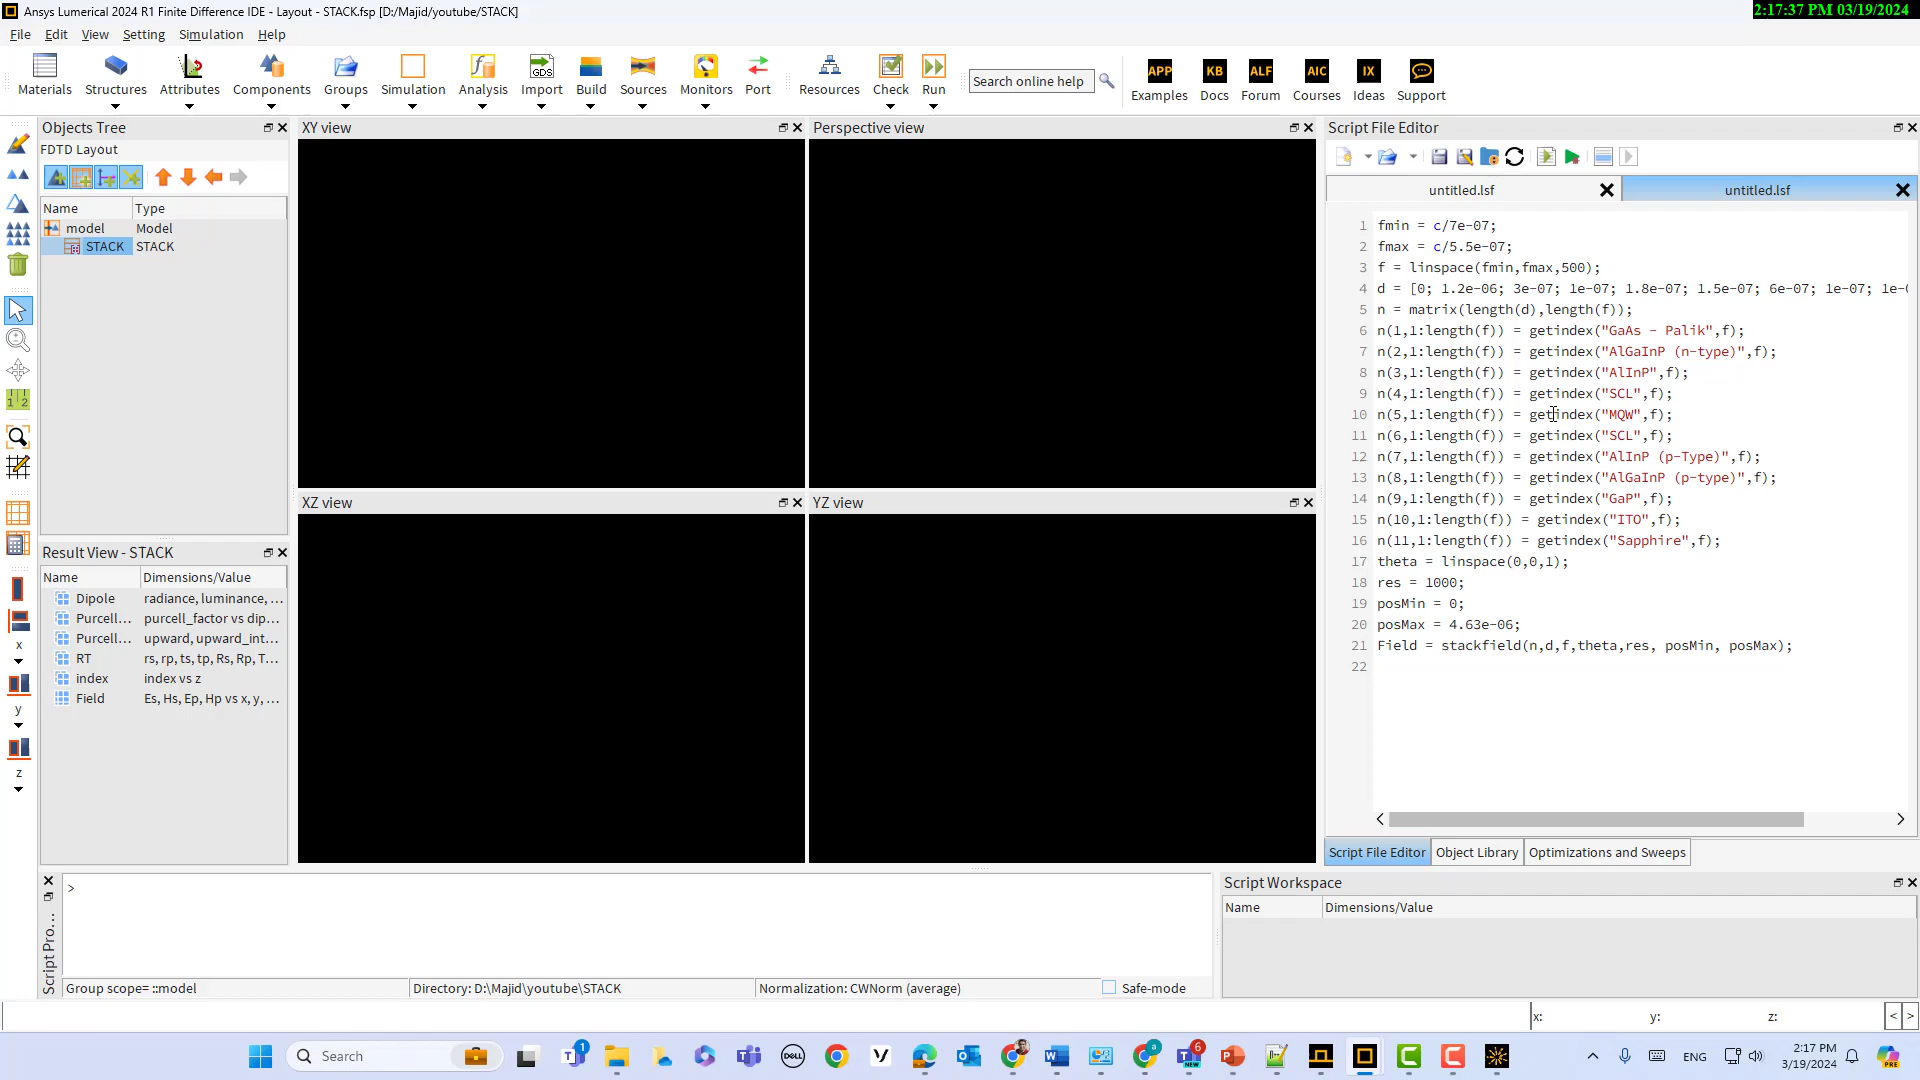 Ansys Lumerical 2024 R1 Finite Difference IDE - Layout - STACK.fsp [D:/Majid/youtube/STACK]
2:17:37 PM 03/19/2024
File Edit View Setting Simulation Help
Materials Structures Attributes Components Groups Simulation Analysis Import Build Sources Monitors Port Resources Check Run
Search online help
APP KB ALF AIC IX
Examples Docs Forum Courses Ideas Support
GDS
Objects Tree
FDTD Layout
Name Type
model Model
STACK STACK
Result View - STACK
Name Dimensions/Value
Dipole radiance, luminance, ...
Purcell... purcell_factor vs dip...
Purcell... upward, upward_int...
RT rs, rp, ts, tp, Rs, Rp, T...
index index vs z
Field Es, Hs, Ep, Hp vs x, y, ...
x
y
z
XY view
Perspective view
XZ view
YZ view
Script File Editor
untitled.lsf
untitled.lsf
1 fmin = c/7e-07;
2 fmax = c/5.5e-07;
3 f = linspace(fmin,fmax,500);
4 d = [0; 1.2e-06; 3e-07; 1e-07; 1.8e-07; 1.5e-07; 6e-07; 1e-07; 1e-
5 n = matrix(length(d),length(f));
6 n(1,1:length(f)) = getindex("GaAs - Palik",f);
7 n(2,1:length(f)) = getindex("AlGaInP (n-type)",f);
8 n(3,1:length(f)) = getindex("AlInP",f);
9 n(4,1:length(f)) = getindex("SCL",f);
10 n(5,1:length(f)) = getindex("MQW",f);
11 n(6,1:length(f)) = getindex("SCL",f);
12 n(7,1:length(f)) = getindex("AlInP (p-Type)",f);
13 n(8,1:length(f)) = getindex("AlGaInP (p-type)",f);
14 n(9,1:length(f)) = getindex("GaP",f);
15 n(10,1:length(f)) = getindex("ITO",f);
16 n(11,1:length(f)) = getindex("Sapphire",f);
17 theta = linspace(0,0,1);
18 res = 1000;
19 posMin = 0;
20 posMax = 4.63e-06;
21 Field = stackfield(n,d,f,theta,res, posMin, posMax);
22
Script File Editor Object Library Optimizations and Sweeps
Script Pro...
>
Group scope= ::model
Directory: D:\Majid\youtube\STACK
Normalization: CWNorm (average)
Safe-mode
Script Workspace
Name Dimensions/Value
x: y: z:
Search
ENG
2:17 PM
3/19/2024